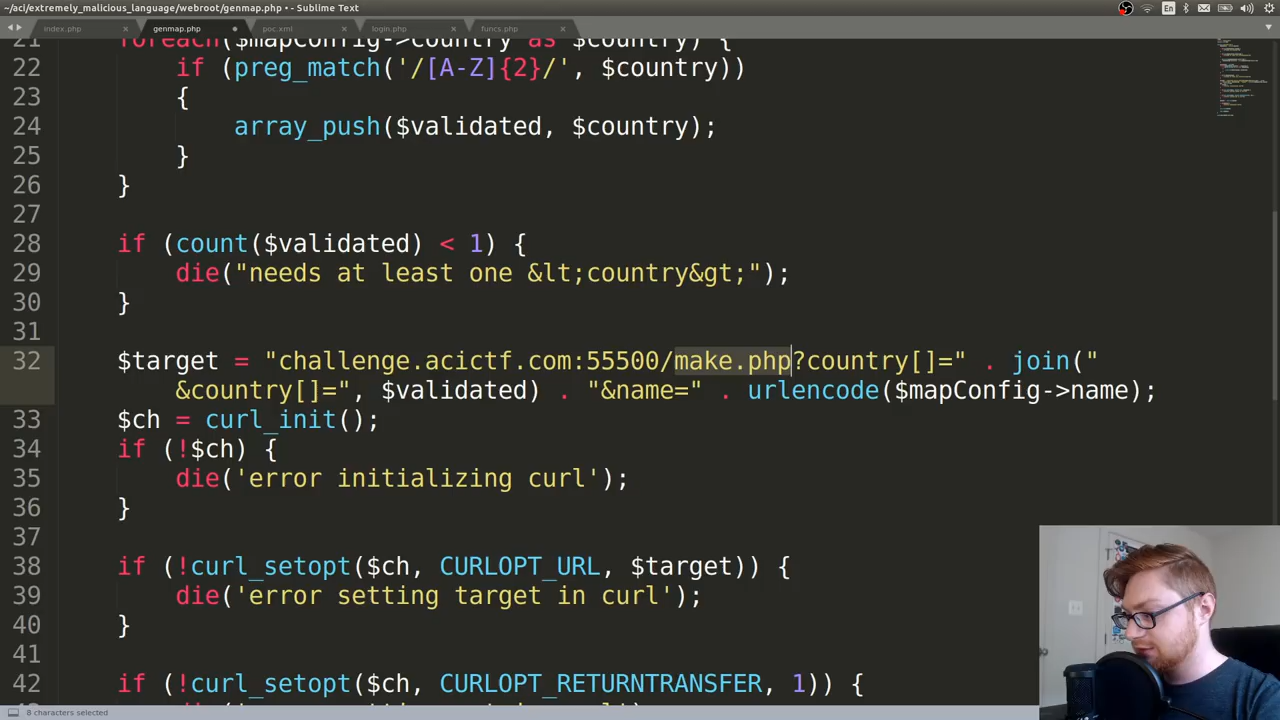 ~/aci/extremely_malicious_language/webroot/genmap.php • - Sublime Text
En
index.php × genmap.php • poc.xml × login.php × funcs.php ×
21 foreach($mapConfig->country as $country) {
22 if (preg_match('/[A-Z]{2}/', $country))
23 {
24 array_push($validated, $country);
25 }
26 }
27
28 if (count($validated) < 1) {
29 die("needs at least one &lt;country&gt;");
30 }
31
32 $target = "challenge.acictf.com:55500/make.php?country[]=" . join("
&country[]=", $validated) . "&name=" . urlencode($mapConfig->name);
33 $ch = curl_init();
34 if (!$ch) {
35 die('error initializing curl');
36 }
37
38 if (!curl_setopt($ch, CURLOPT_URL, $target)) {
39 die('error setting target in curl');
40 }
41
42 if (!curl_setopt($ch, CURLOPT_RETURNTRANSFER, 1)) {
8 characters selected